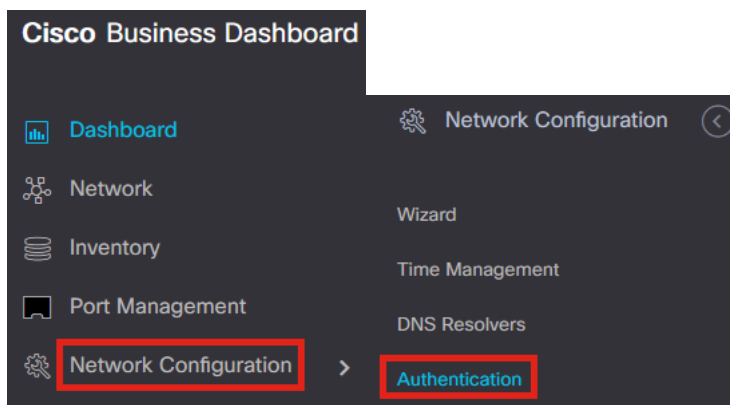 Cisco Business Dashboard
Dashboard
Network
Inventory
Port Management
Network Configuration
Network Configuration
Wizard
Time Management
DNS Resolvers
Authentication